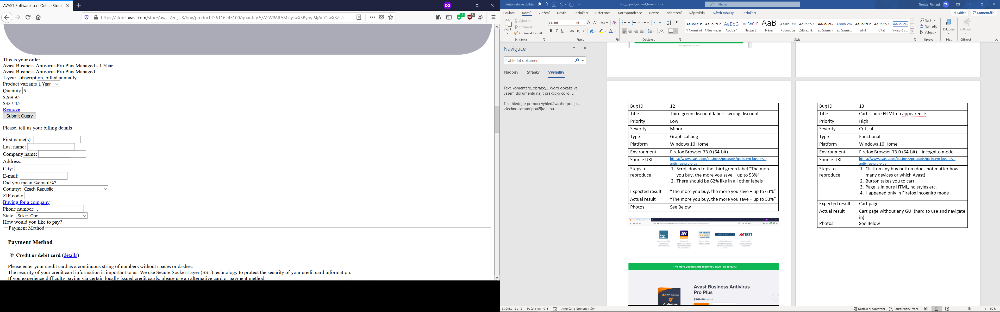 AVAST Software s.r.o. Online Store
https://store.avast.com/store/avast/en_US/buy/productID.5116245100/quantity.5/
2
5
This is your order
Avast Business Antivirus Pro Plus Managed - 1 Year
Avast Business Antivirus Pro Plus Managed
1-year subscription, billed annually
Product variants 1 Year
Quantity 5
$269.95
$337.45
Remove
Submit Query
Please, tell us your billing details
First name(s):
Last name:
Company name:
Address:
City:
E-mail:
Did you mean %email%?
Country: Czech Republic
ZIP code:
Buying for a company
Phone number: .
State: Select One
How would you like to pay?
Payment Method
Payment Method
Credit or debit card (details)
Please enter your credit card as a continuous string of numbers without spaces or dashes.
The security of your credit card information is important to us. We use Secure Socket Layer (SSL) technology to protect the security of your credit card information.
If you experience difficulty paying via certain locally issued credit cards, please use an alternative card or payment method.
Automatické ukládání
bug_report_richard_tomek.docx
Hledat
Tomek, Richard TR
Soubor Domů Vložení Návrh Rozložení Reference Korespondence Revize Zobrazení Nápověda Návrh tabulky Rozložení
Sdílet Komentáře
Vložit
Vyjmout
Kopírovat
Kopírovat formát
Schránka
Calibri 16
Písmo
Odstavec
¶ Normální ¶ Bez mezer Nadpis 1 Nadpis 2 Název Podnadpis Zdůrazně... Zdůraznění Zdůrazně... Silné Citát Výrazný ci...
Styly
Najít
Nahradit
Vybrat
Úpravy
Diktovat
Hlas
Citlivost
Citlivost
Navigace
Prohledat dokument
Nadpisy Stránky Výsledky
Text, komentáře, obrázky... Word dokáže ve
vašem dokumentu najít prakticky cokoliv.
Text hledejte pomocí vyhledávacího pole, na
všechno ostatní použijte lupu.
Price is per device per year
Bug ID 12
Title Third green discount label – wrong discount
Priority Low
Severity Minor
Type Graphical bug
Platform Windows 10 Home
Environment Firefox Browser 73.0 (64-bit)
Source URL https://www.avast.com/business/products/qa-intern-business-
antivirus-pro-plus
Steps to reproduce
1. Scroll down to the third green label “The more
you buy, the more you save – up to 53%”
2. There should be 62% like in all other labels
Expected result “The more you buy, the more you save – up to 63%”
Actual result “The more you buy, the more you save – up to 53%”
Photos See Below
tech radar
AV
Capterra
AV TEST
The more you buy, the more you save - up to 53%!
Avast Business Antivirus
Pro Plus
$269.96 $337.45
avast business
Antivirus
Bug ID 13
Title Cart – pure HTML no appearence
Priority High
Severity Critical
Type Functional
Platform Windows 10 Home
Environment Firefox Browser 73.0 (64-bit) – incognito mode
Source URL https://www.avast.com/business/products/qa-intern-business-
antivirus-pro-plus
Steps to reproduce
1. Click on any buy button (does not matter how
many devices or which Avast)
2. Button takes you to cart
3. Page is in pure HTML, no styles etc.
4. Happened only in Firefox incognito mode
Expected result Cart page
Actual result Cart page without any GUI (hard to use and navigate
in)
Photos See Below
Stránka 12 z 12 Počet slov: 1018 Angličtina (Spojené státy)
Nastavení zobrazení Soustředěné čtení 90 %